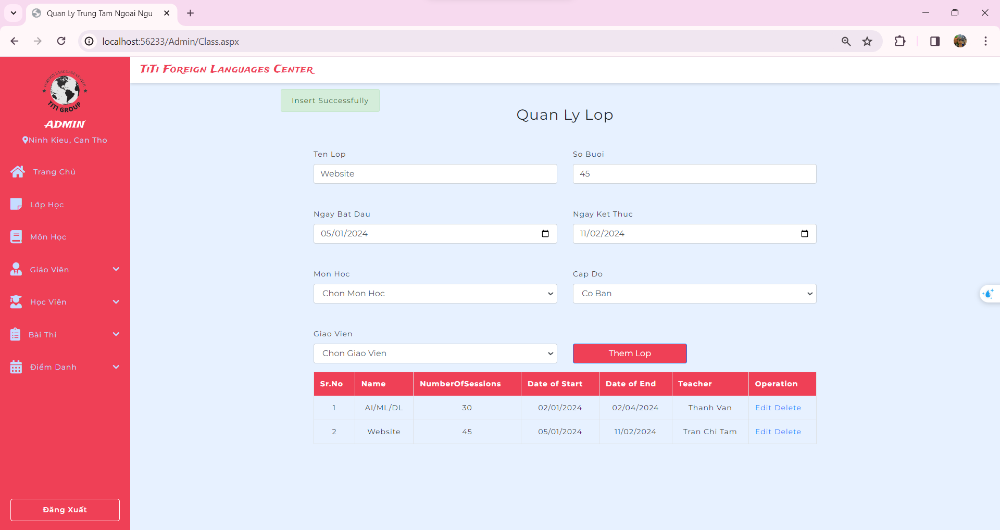 Quan Ly Trung Tam Ngoai Ngu
localhost:56233/Admin/Class.aspx
FOREIGN LANGUAGE CENTER
TITI GROUP
ADMIN
Ninh Kieu, Can Tho
Trang Chủ
Lớp Học
Môn Học
Giáo Viên
Học Viên
Bài Thi
Điểm Danh
Đăng Xuất
TiTi Foreign Languages Center
Insert Successfully
Quan Ly Lop
Ten Lop So Buoi
Website 45
Ngay Bat Dau Ngay Ket Thuc
05/01/2024 11/02/2024
Mon Hoc Cap Do
Chon Mon Hoc Co Ban
Giao Vien
Chon Giao Vien Them Lop
Sr.No Name NumberOfSessions Date of Start Date of End Teacher Operation
1 AI/ML/DL 30 02/01/2024 02/04/2024 Thanh Van Edit Delete
2 Website 45 05/01/2024 11/02/2024 Tran Chi Tam Edit Delete